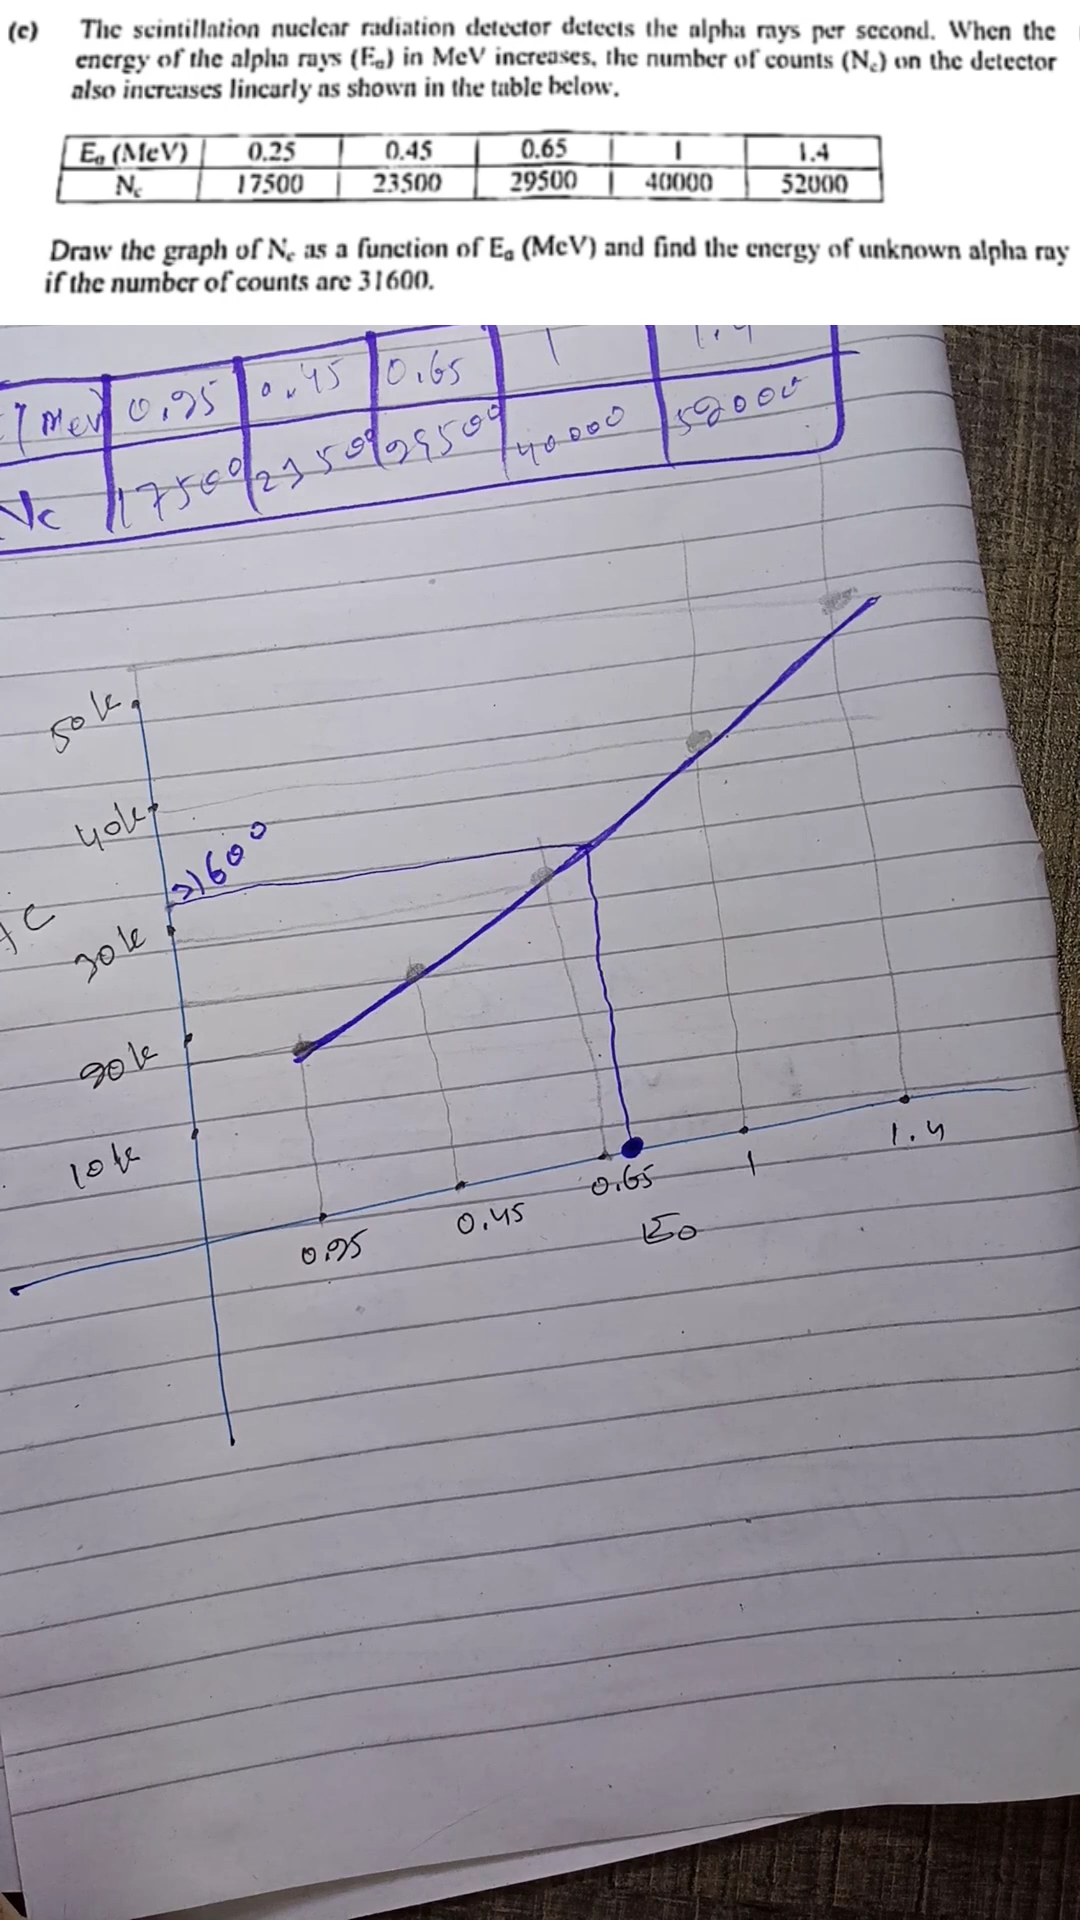 (c) The scintillation nuclear radiation detector detects the alpha rays per second. When the
energy of the alpha rays (Eα) in MeV increases, the number of counts (Nc) on the detector
also increases linearly as shown in the table below.
Eα (MeV) 0.25 0.45 0.65 1 1.4
Nc 17500 23500 29500 40000 52000
Draw the graph of Nc as a function of Eα (MeV) and find the energy of unknown alpha ray
if the number of counts are 31600.
Mev 0.25 0.45 0.65 1 1.4
Nc 17500 23500 29500 40000 52000
50k
40k
31600
30k
20k
10k
0.25 0.45 0.65 1 1.4
E0